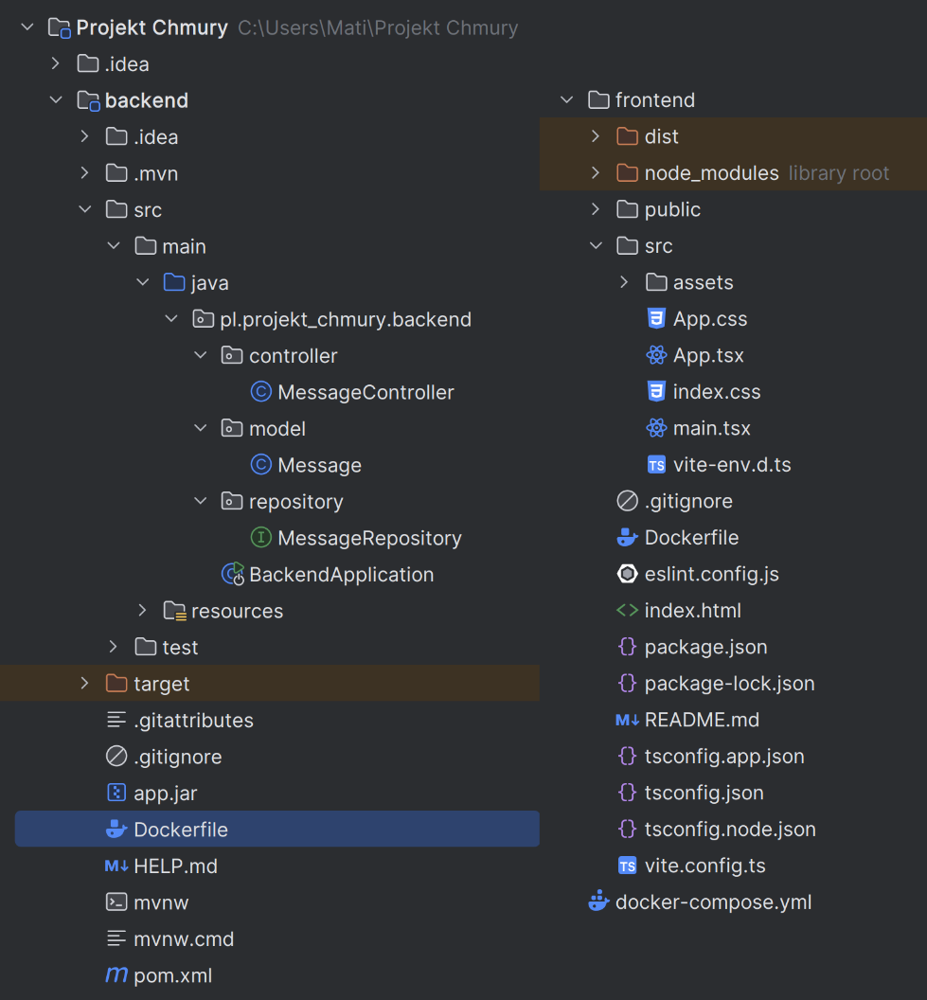 Projekt Chmury C:\Users\Mati\Projekt Chmury
.idea
backend
.idea
.mvn
src
main
java
pl.projekt_chmury.backend
controller
MessageController
model
Message
repository
MessageRepository
BackendApplication
resources
test
target
.gitattributes
.gitignore
app.jar
Dockerfile
HELP.md
mvnw
mvnw.cmd
pom.xml
frontend
dist
node_modules library root
public
src
assets
App.css
App.tsx
index.css
main.tsx
vite-env.d.ts
.gitignore
Dockerfile
eslint.config.js
index.html
package.json
package-lock.json
README.md
tsconfig.app.json
tsconfig.json
tsconfig.node.json
vite.config.ts
docker-compose.yml